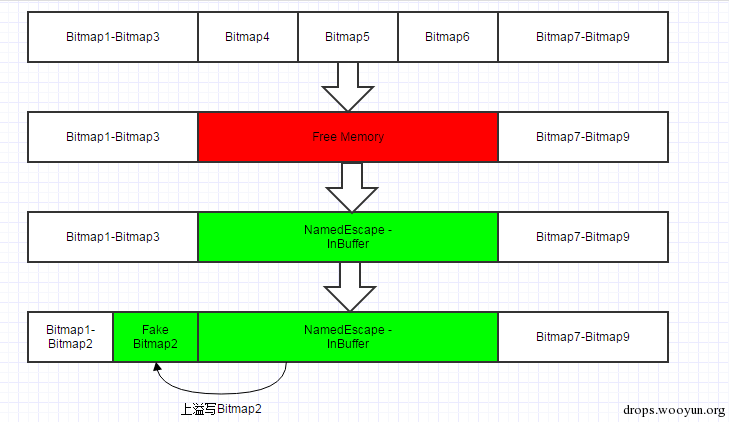 Bitmap1-Bitmap3 Bitmap4 Bitmap5 Bitmap6 Bitmap7-Bitmap9
Bitmap1-Bitmap3 Free Memory Bitmap7-Bitmap9
Bitmap1-Bitmap3
NamedEscape -
InBuffer
Bitmap7-Bitmap9
Bitmap1-
Bitmap2
Fake
Bitmap2
NamedEscape -
InBuffer
Bitmap7-Bitmap9
上溢写Bitmap2
drops.wooyun.org